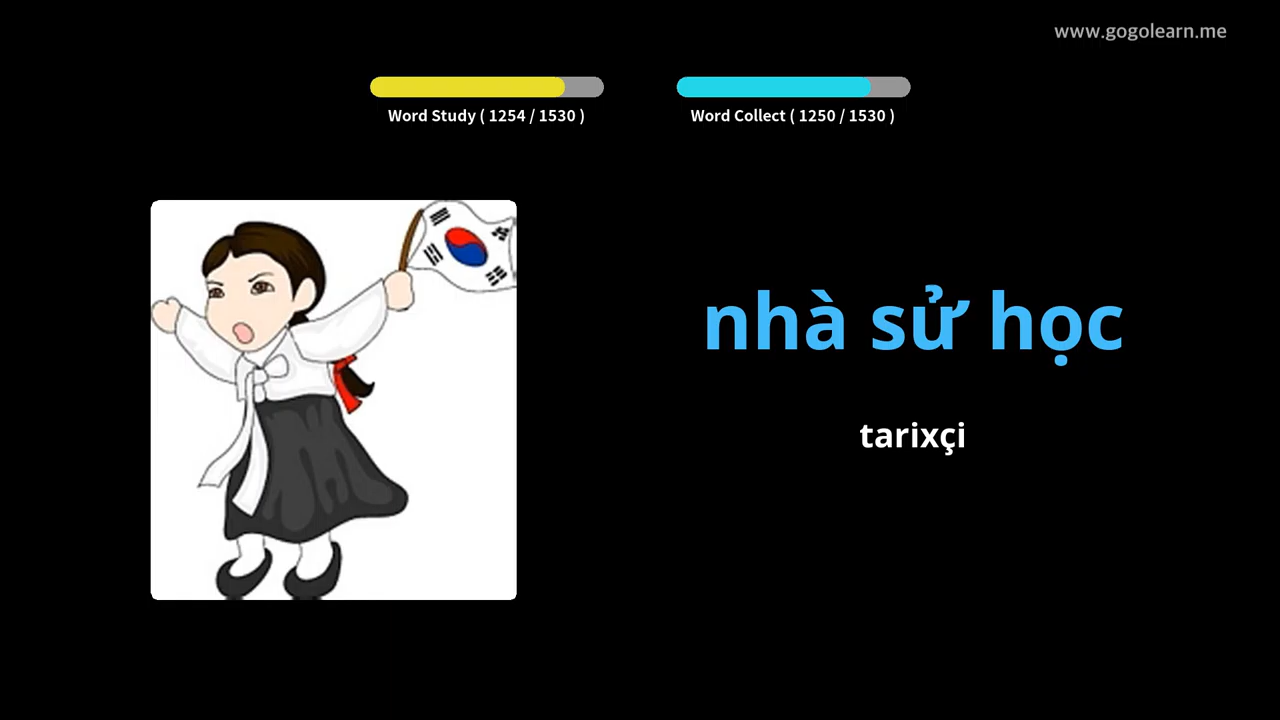 www.gogolearn.me
Word Study ( 1254 / 1530 )
Word Collect ( 1250 / 1530 )
nhà sử học
tarixçi